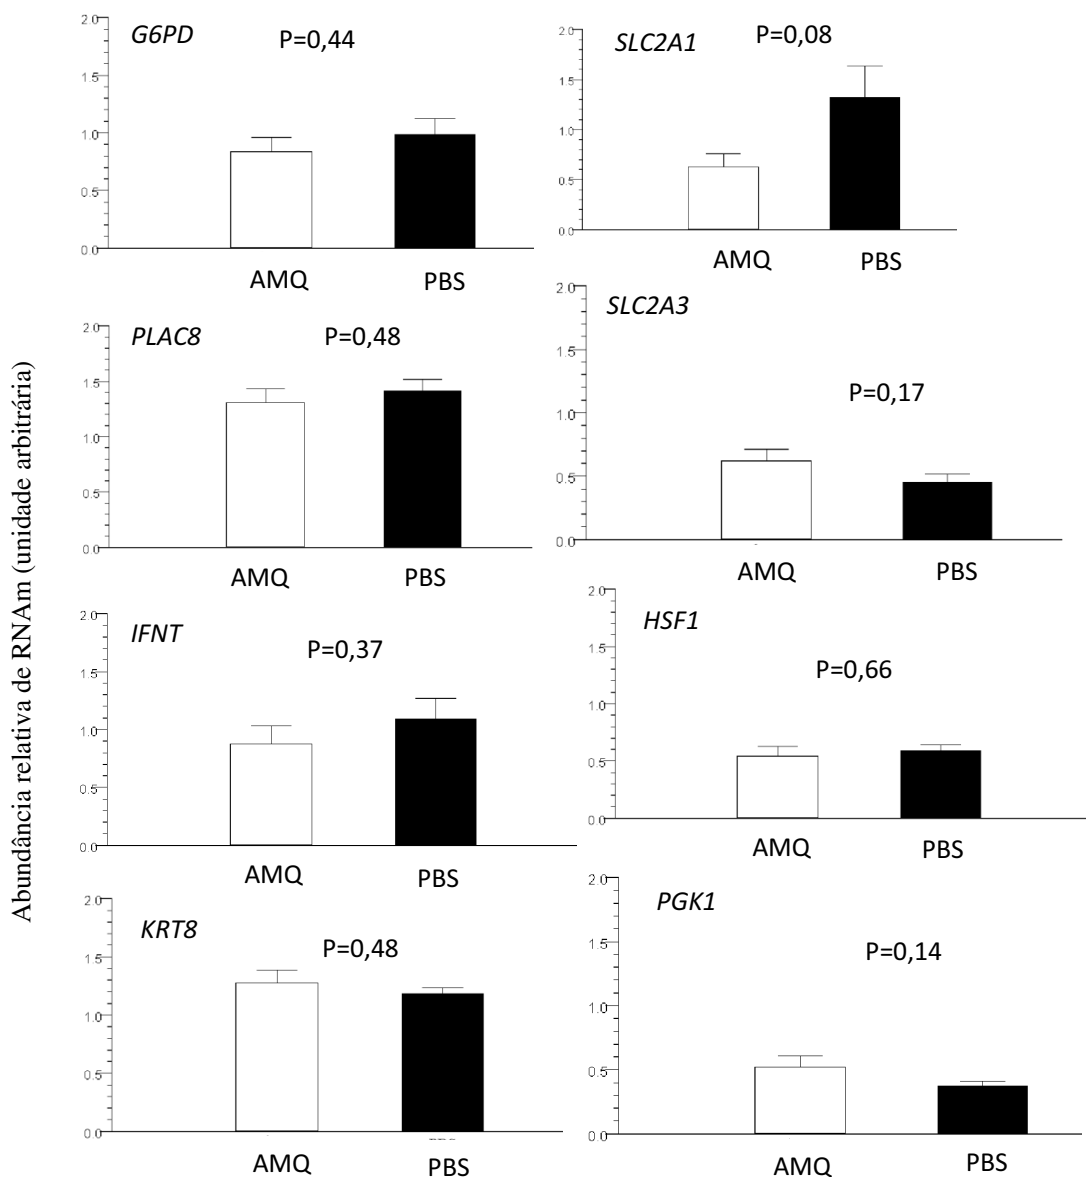 Abundância relativa de RNAm (unidade arbitrária)
G6PD
P=0,44
2.0
1.5
1.0
0.5
0.0
AMQ
PBS
SLC2A1
P=0,08
2.0
1.5
1.0
0.5
0.0
AMQ
PBS
PLAC8
P=0,48
2.0
1.5
1.0
0.5
0.0
AMQ
PBS
SLC2A3
P=0,17
2.0
1.5
1.0
0.5
0.0
AMQ
PBS
IFNT
P=0,37
2.0
1.5
1.0
0.5
0.0
AMQ
PBS
HSF1
P=0,66
2.0
1.5
1.0
0.5
0.0
AMQ
PBS
KRT8
P=0,48
2.0
1.5
1.0
0.5
0.0
AMQ
PBS
PGK1
P=0,14
2.0
1.5
1.0
0.5
0.0
AMQ
PBS